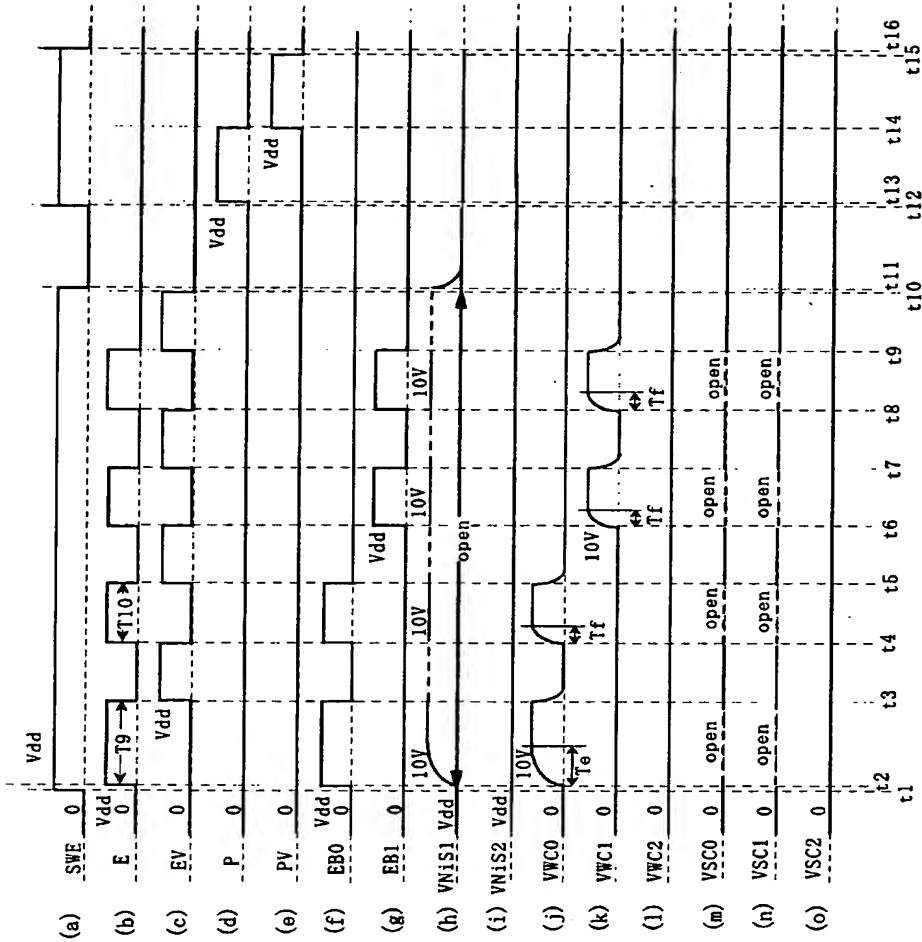 (a) SWE 0 Vdd
(b) E Vdd 0 T9 T10
(c) EV 0 Vdd
(d) P 0 Vdd
(e) PV 0 Vdd
(f) EB0 Vdd 0
(g) EB1 0 Vdd
(h) VNiS1 Vdd 10V 10V 10V 10V open
(i) VNiS2 Vdd
(j) VWC0 0 10V Te Tf
(k) VWC1 0 10V Tf Tf
(l) VWC2 0
(m) VSC0 0 open open open open
(n) VSC1 0 open open open open
(o) VSC2 0
t1 t2 t3 t4 t5 t6 t7 t8 t9 t10 t11 t12 t13 t14 t15 t16